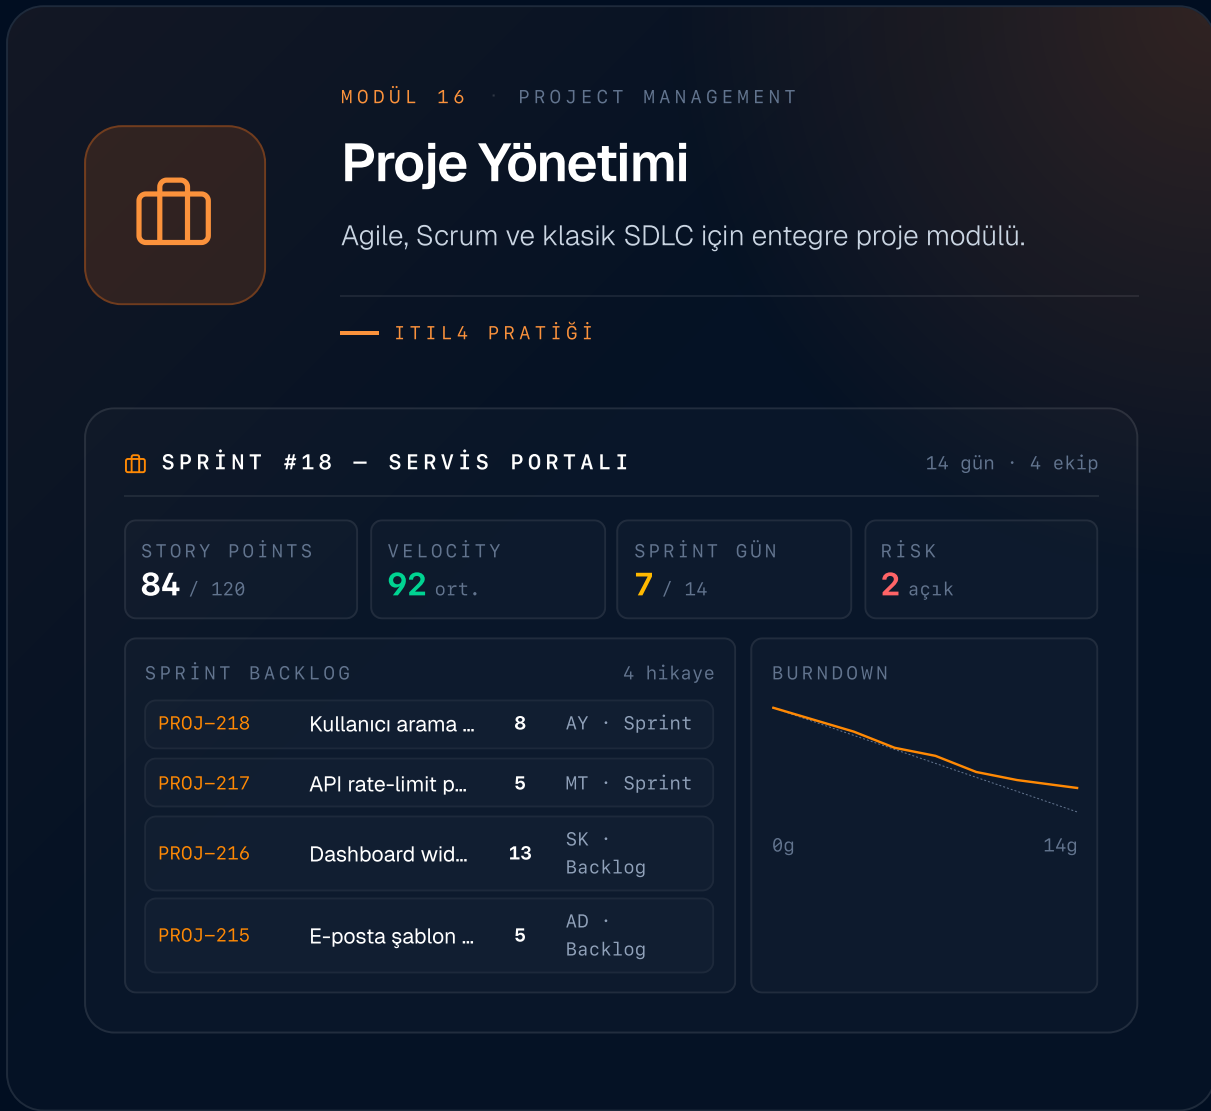 MODÜL 16 · PROJECT MANAGEMENT
Proje Yönetimi
Agile, Scrum ve klasik SDLC için entegre proje modülü.
ITIL4 PRATİĞİ
SPRİNT #18 — SERVİS PORTALI
14 gün · 4 ekip
STORY POİNTS
84 / 120
VELOCİTY
92 ort.
SPRİNT GÜN
7 / 14
RİSK
2 açık
SPRİNT BACKLOG
4 hikaye
PROJ-218 Kullanıcı arama … 8 AY · Sprint
PROJ-217 API rate-limit p… 5 MT · Sprint
PROJ-216 Dashboard wid… 13 SK ·
Backlog
PROJ-215 E-posta şablon … 5 AD ·
Backlog
BURNDOWN
0g 14g